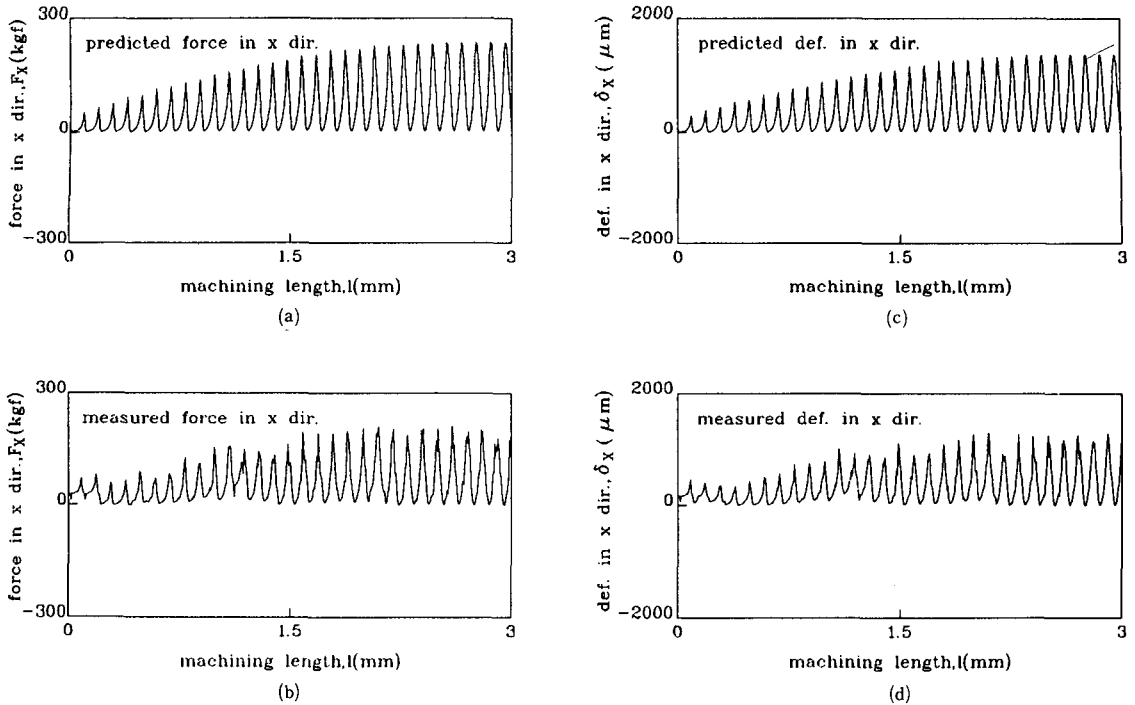 300
predicted force in x dir.
force in x dir.,F_X(kgf)
0
-300
0
1.5
3
machining length,l(mm)
(a)
2000
predicted def. in x dir.
def. in x dir., δ_X ( μm)
0
-2000
0
1.5
3
machining length,l(mm)
(c)
300
measured force in x dir.
force in x dir.,F_X(kgf)
0
-300
0
1.5
3
machining length,l(mm)
(b)
2000
measured def. in x dir.
def. in x dir., δ_X ( μm)
0
-2000
0
1.5
3
machining length,l(mm)
(d)